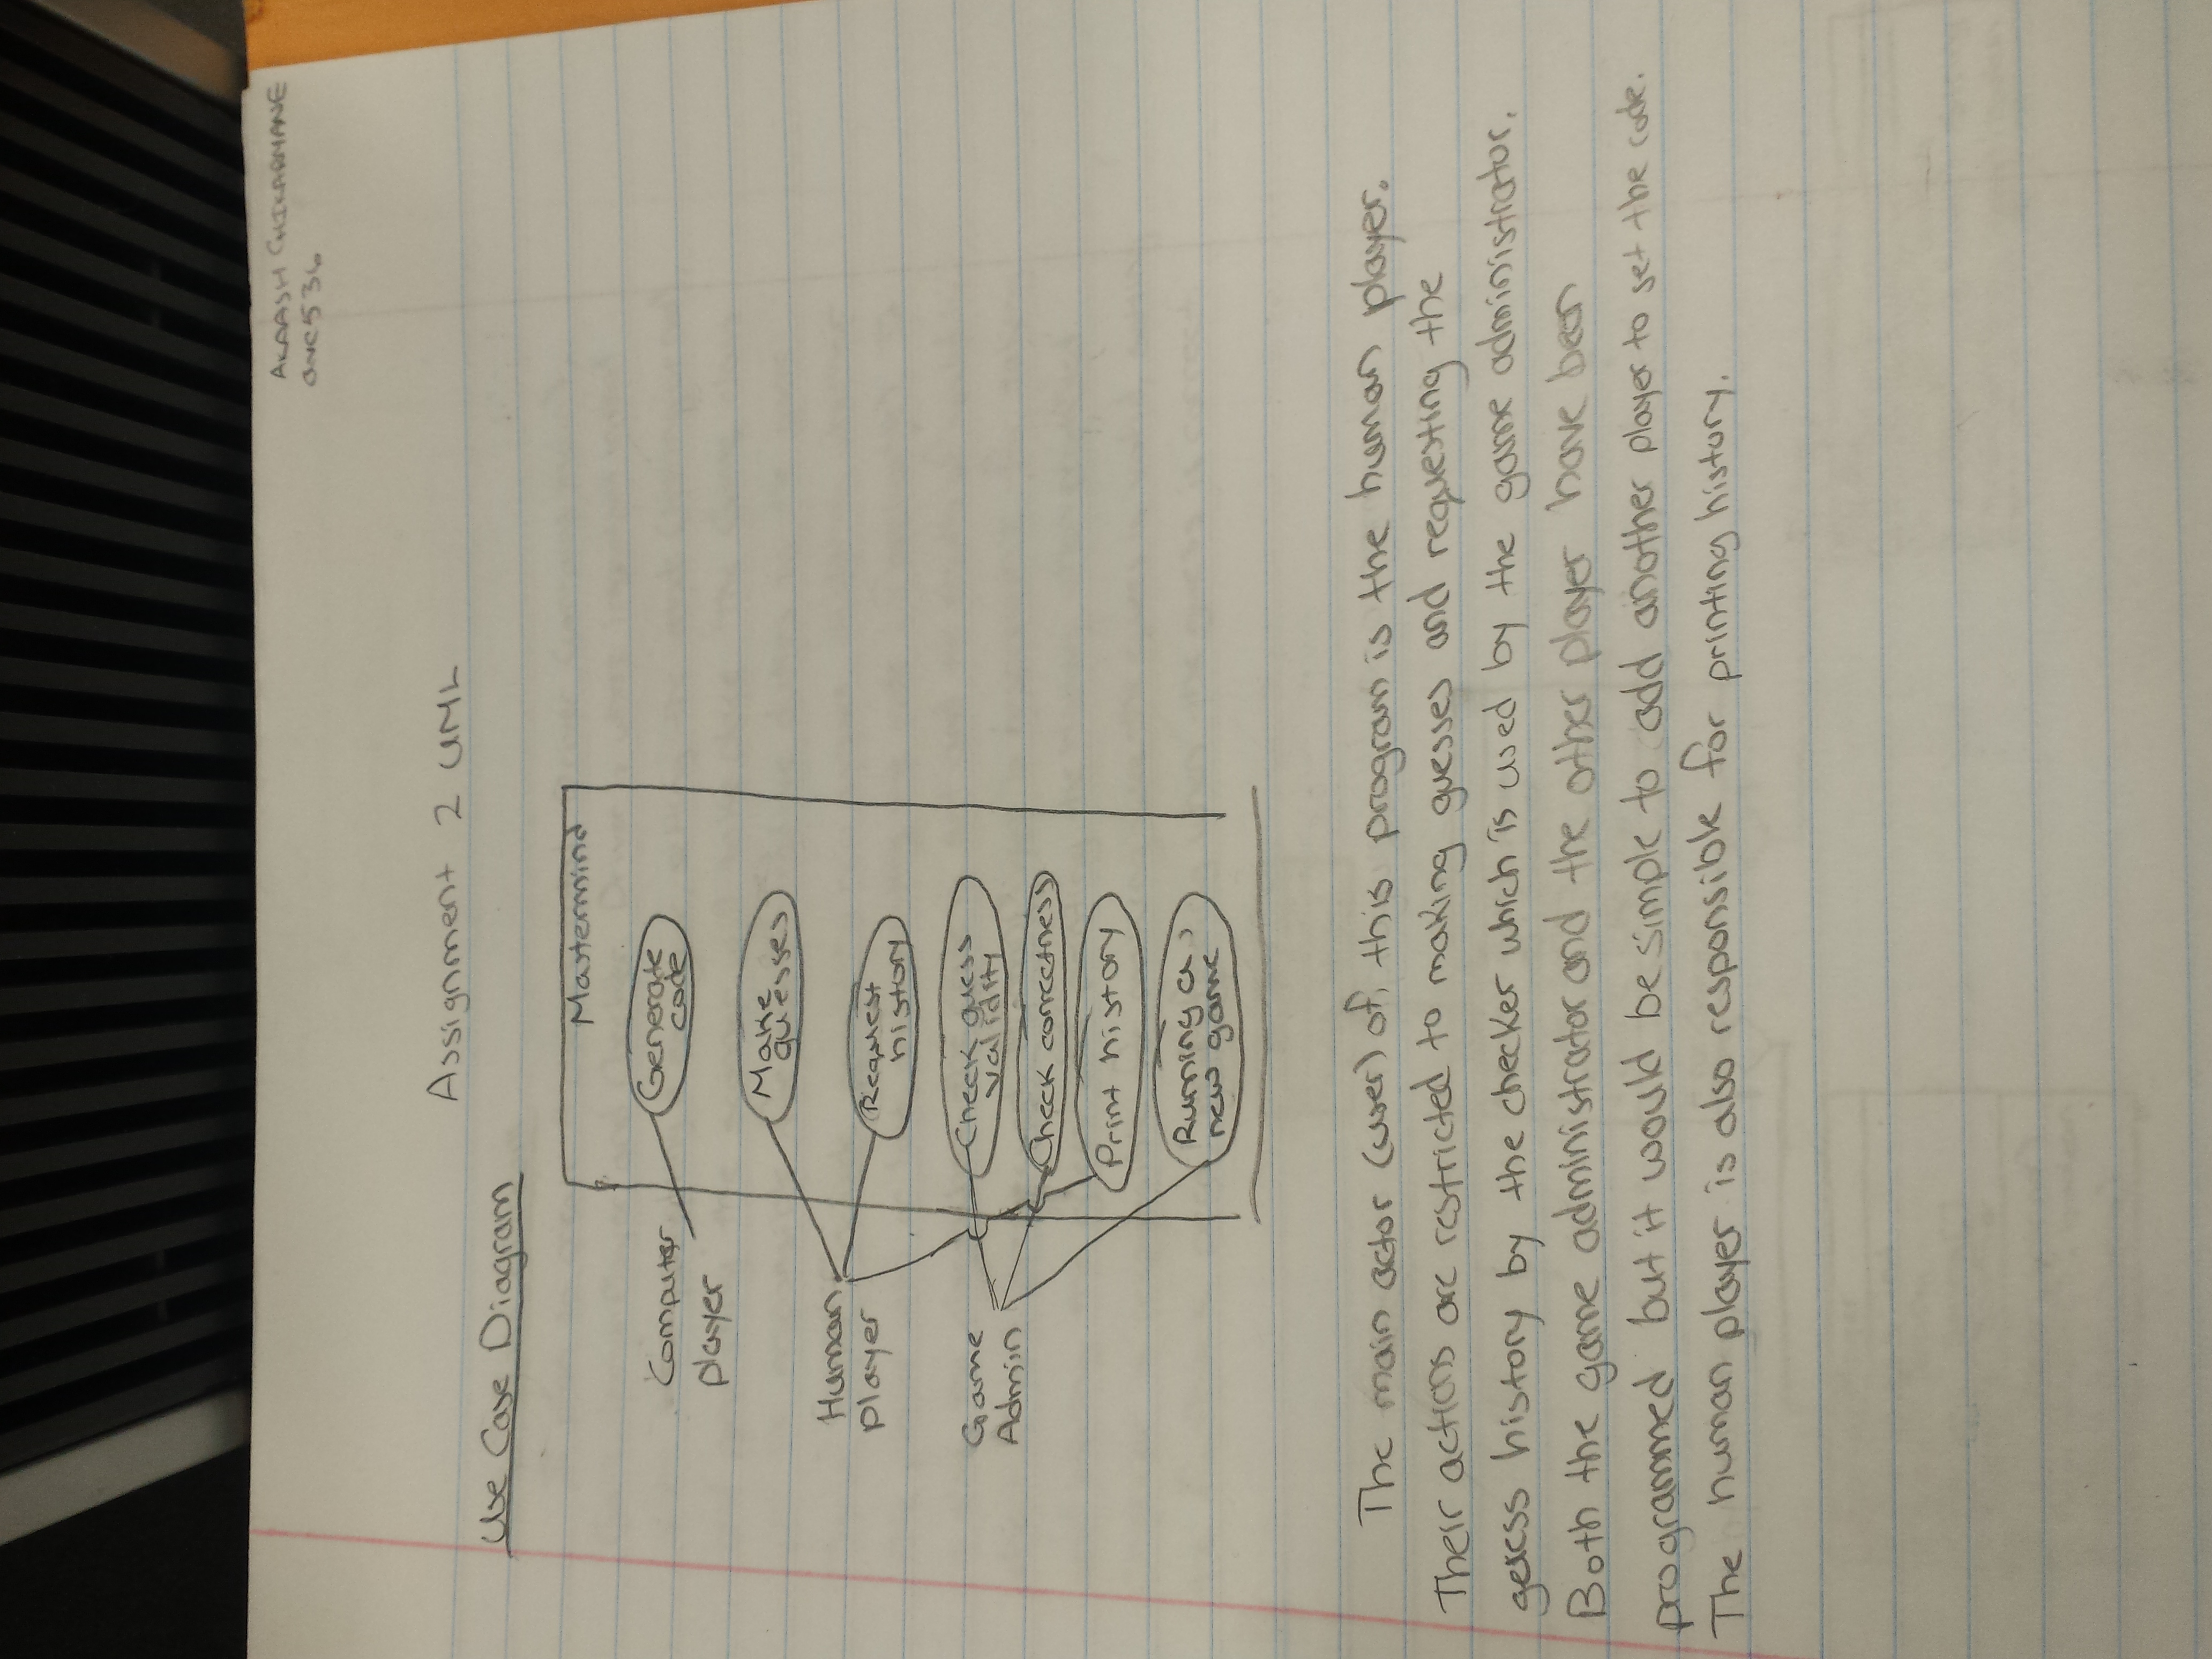 AKAASH CHIKARMANE
avc536
Assignment 2 UML
Use Case Diagram
Mastermind
Computer
player
Generate
code
Make
guesses
Human
player
Request
history
Game
Admin
Check guess
validity
Check correctness
Print history
Running a
new game
The main actor (user) of this program is the human player.
Their actions are restricted to making guesses and requesting the
guess history by the checker which is used by the game administrator.
Both the game administrator and the other player have been
programmed but it would be simple to add another player to set the code.
The human player is also responsible for printing history.